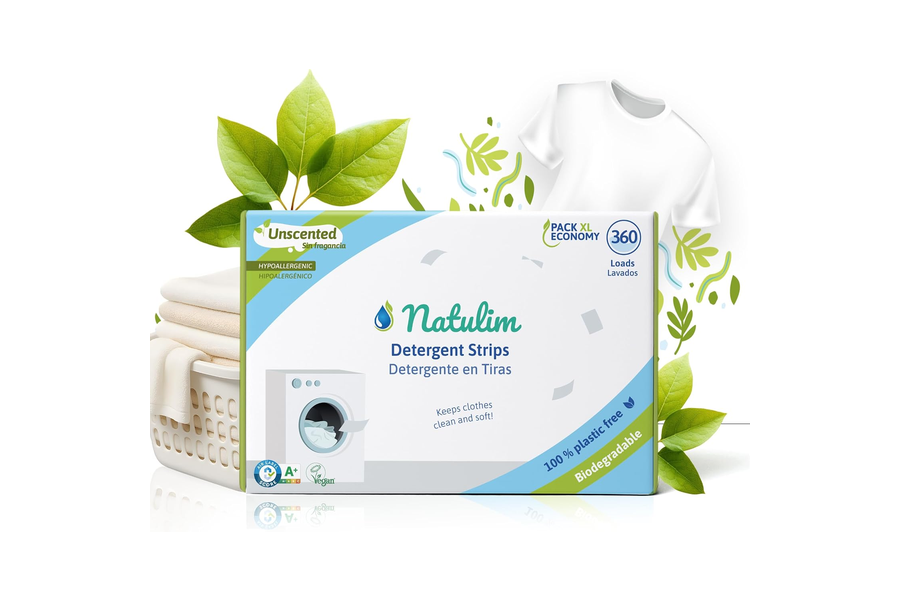 Unscented
Sin fragancia
HYPOALLERGENIC
HIPOALERGÉNICO
PACK XL
ECONOMY
360
Loads
Lavados
Natulim
Detergent Strips
Detergente en Tiras
Keeps clothes
clean and soft!
100 % plastic free
Biodegradable
A+
Vegan